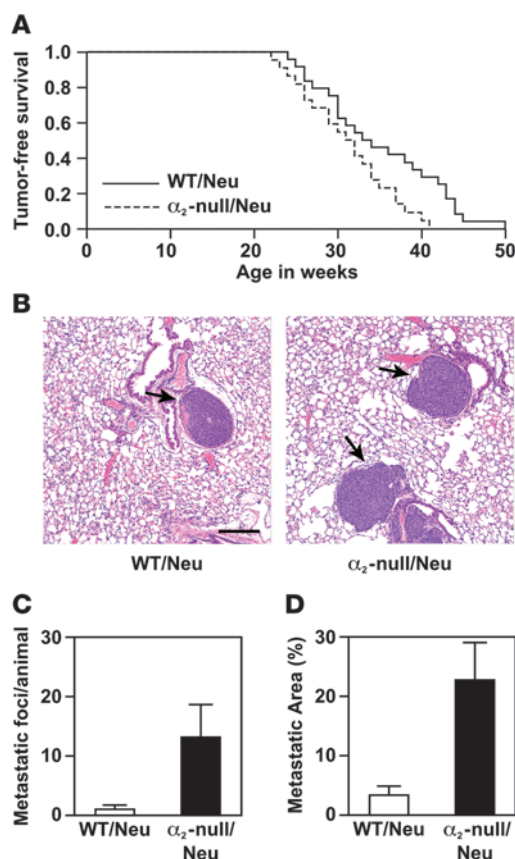 A
1.0
0.8
0.6
0.4
0.2
0.0
Tumor-free survival
WT/Neu
α₂-null/Neu
0 10 20 30 40 50
Age in weeks
B
WT/Neu α₂-null/Neu
C
30
20
10
0
Metastatic foci/animal
WT/Neu α₂-null/
Neu
D
30
20
10
0
Metastatic Area (%)
WT/Neu α₂-null/
Neu